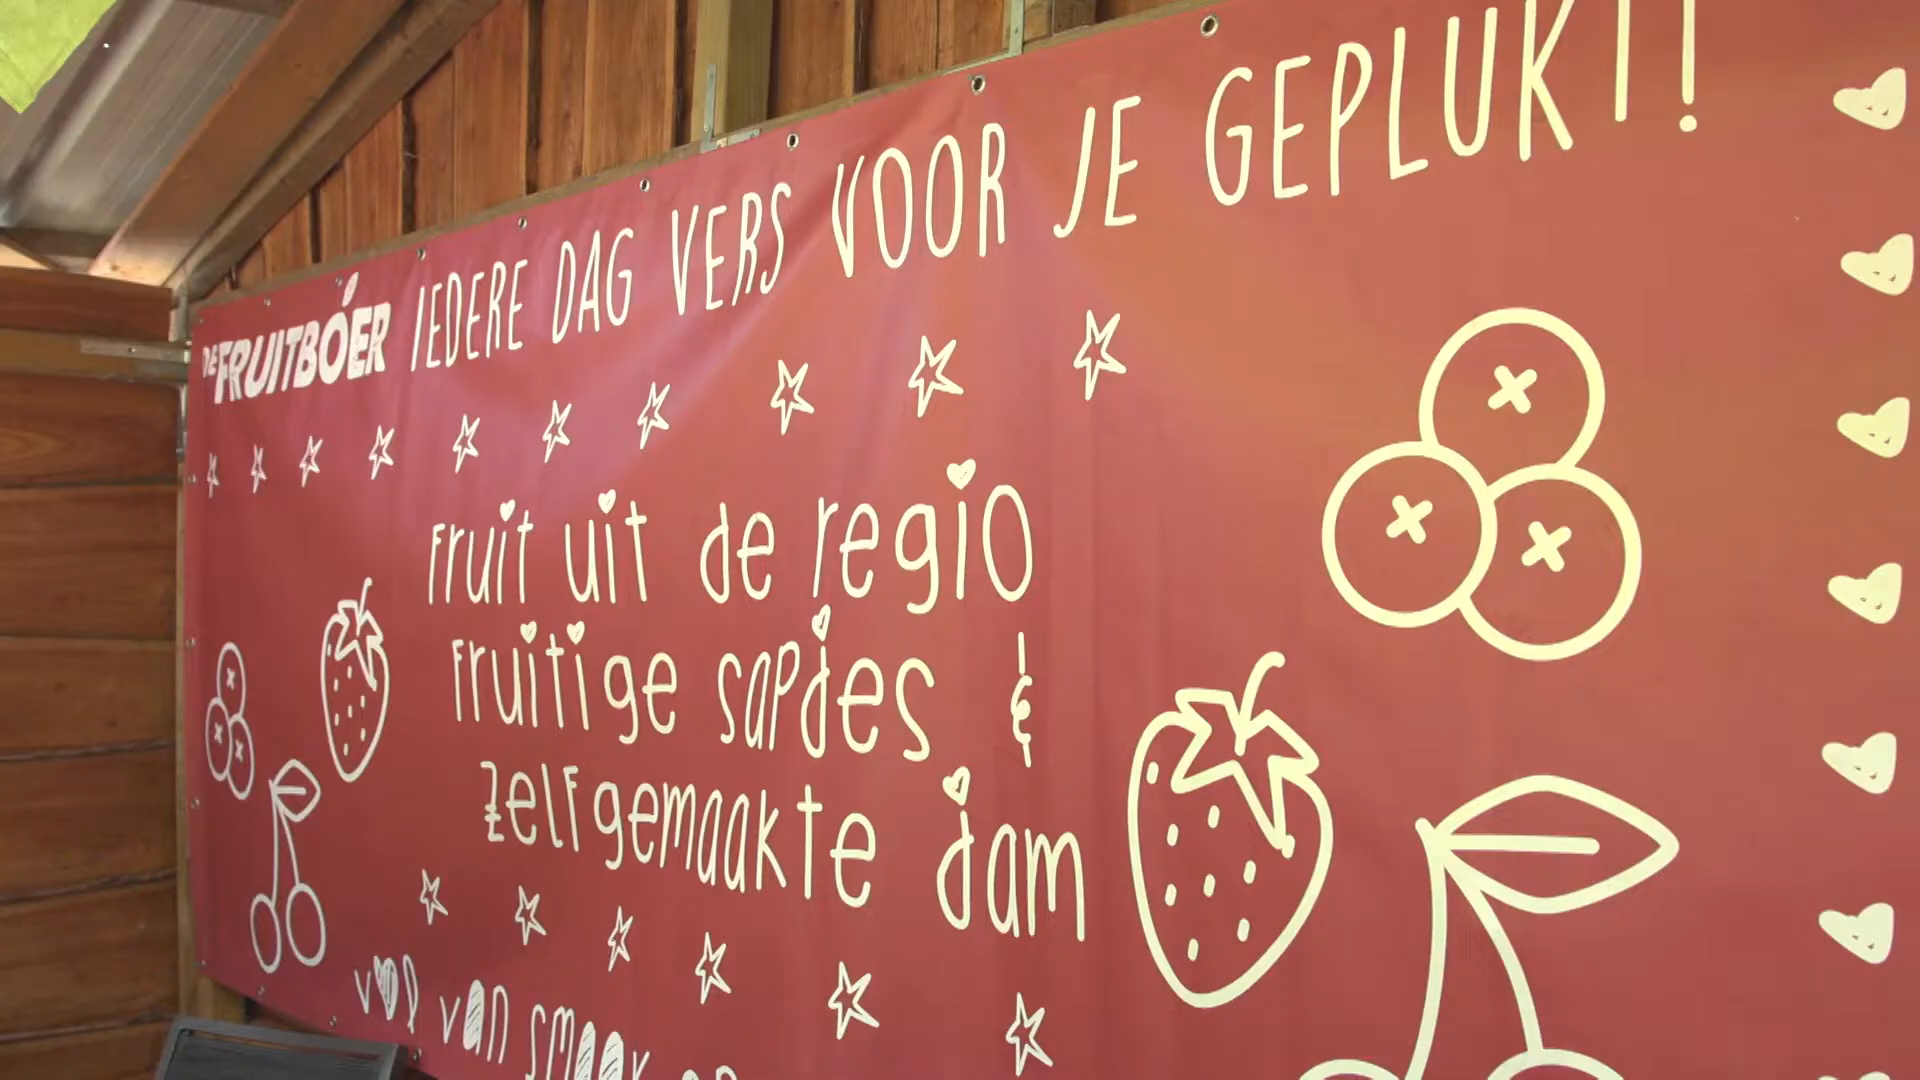 DE FRUITBOER IEDERE DAG VERS VOOR JE GEPLUKT!
fruit uit de regio
fruitige sapjes &
zelfgemaakte jam
vol van smaak